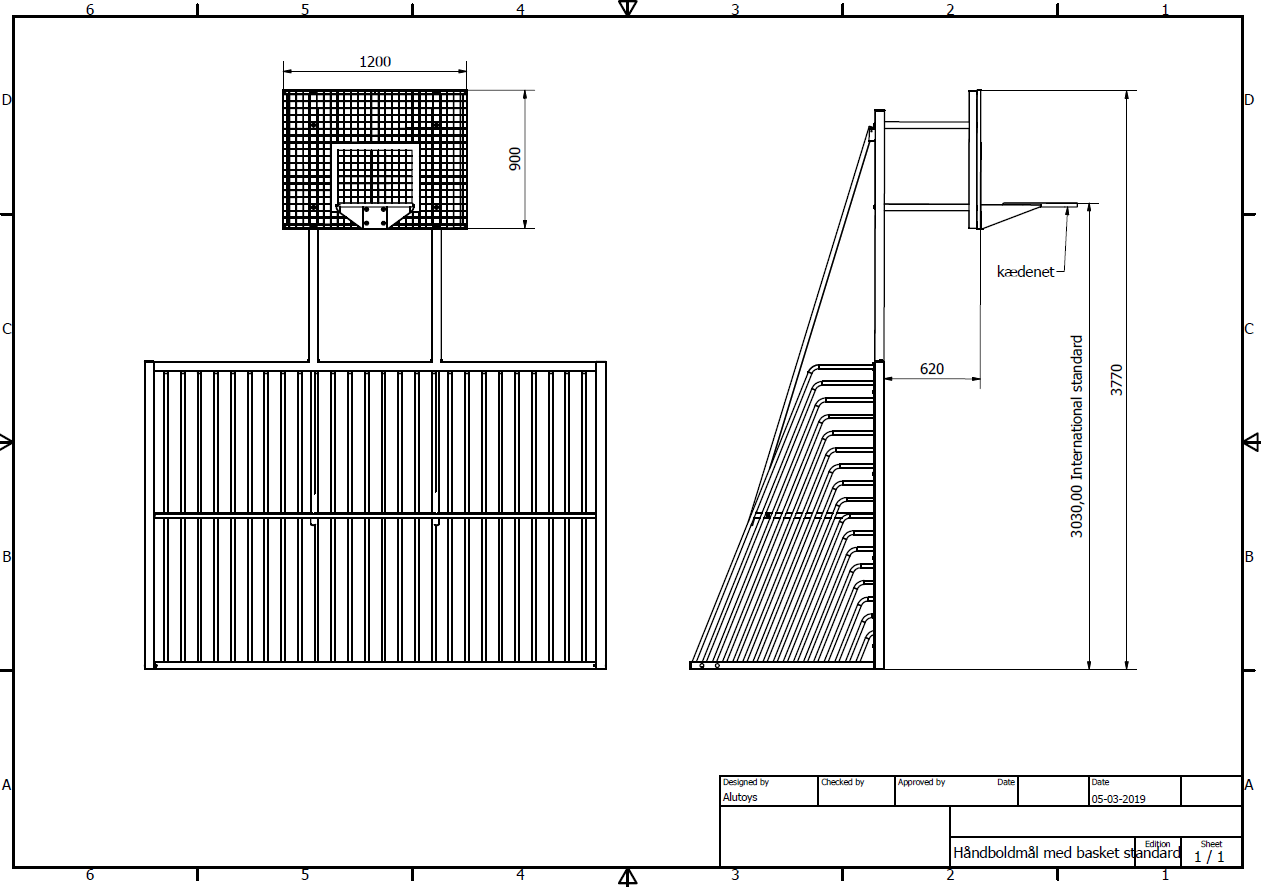 6 5 4 3 2 1
1200
D D
900
kædenet
C C
620
3770
3030,00 International standard
B B
A A
Designed by Checked by Approved by Date Date
Alutoys 05-03-2019
Edition Sheet
Håndboldmål med basket standard 1 / 1
6 5 4 3 2 1